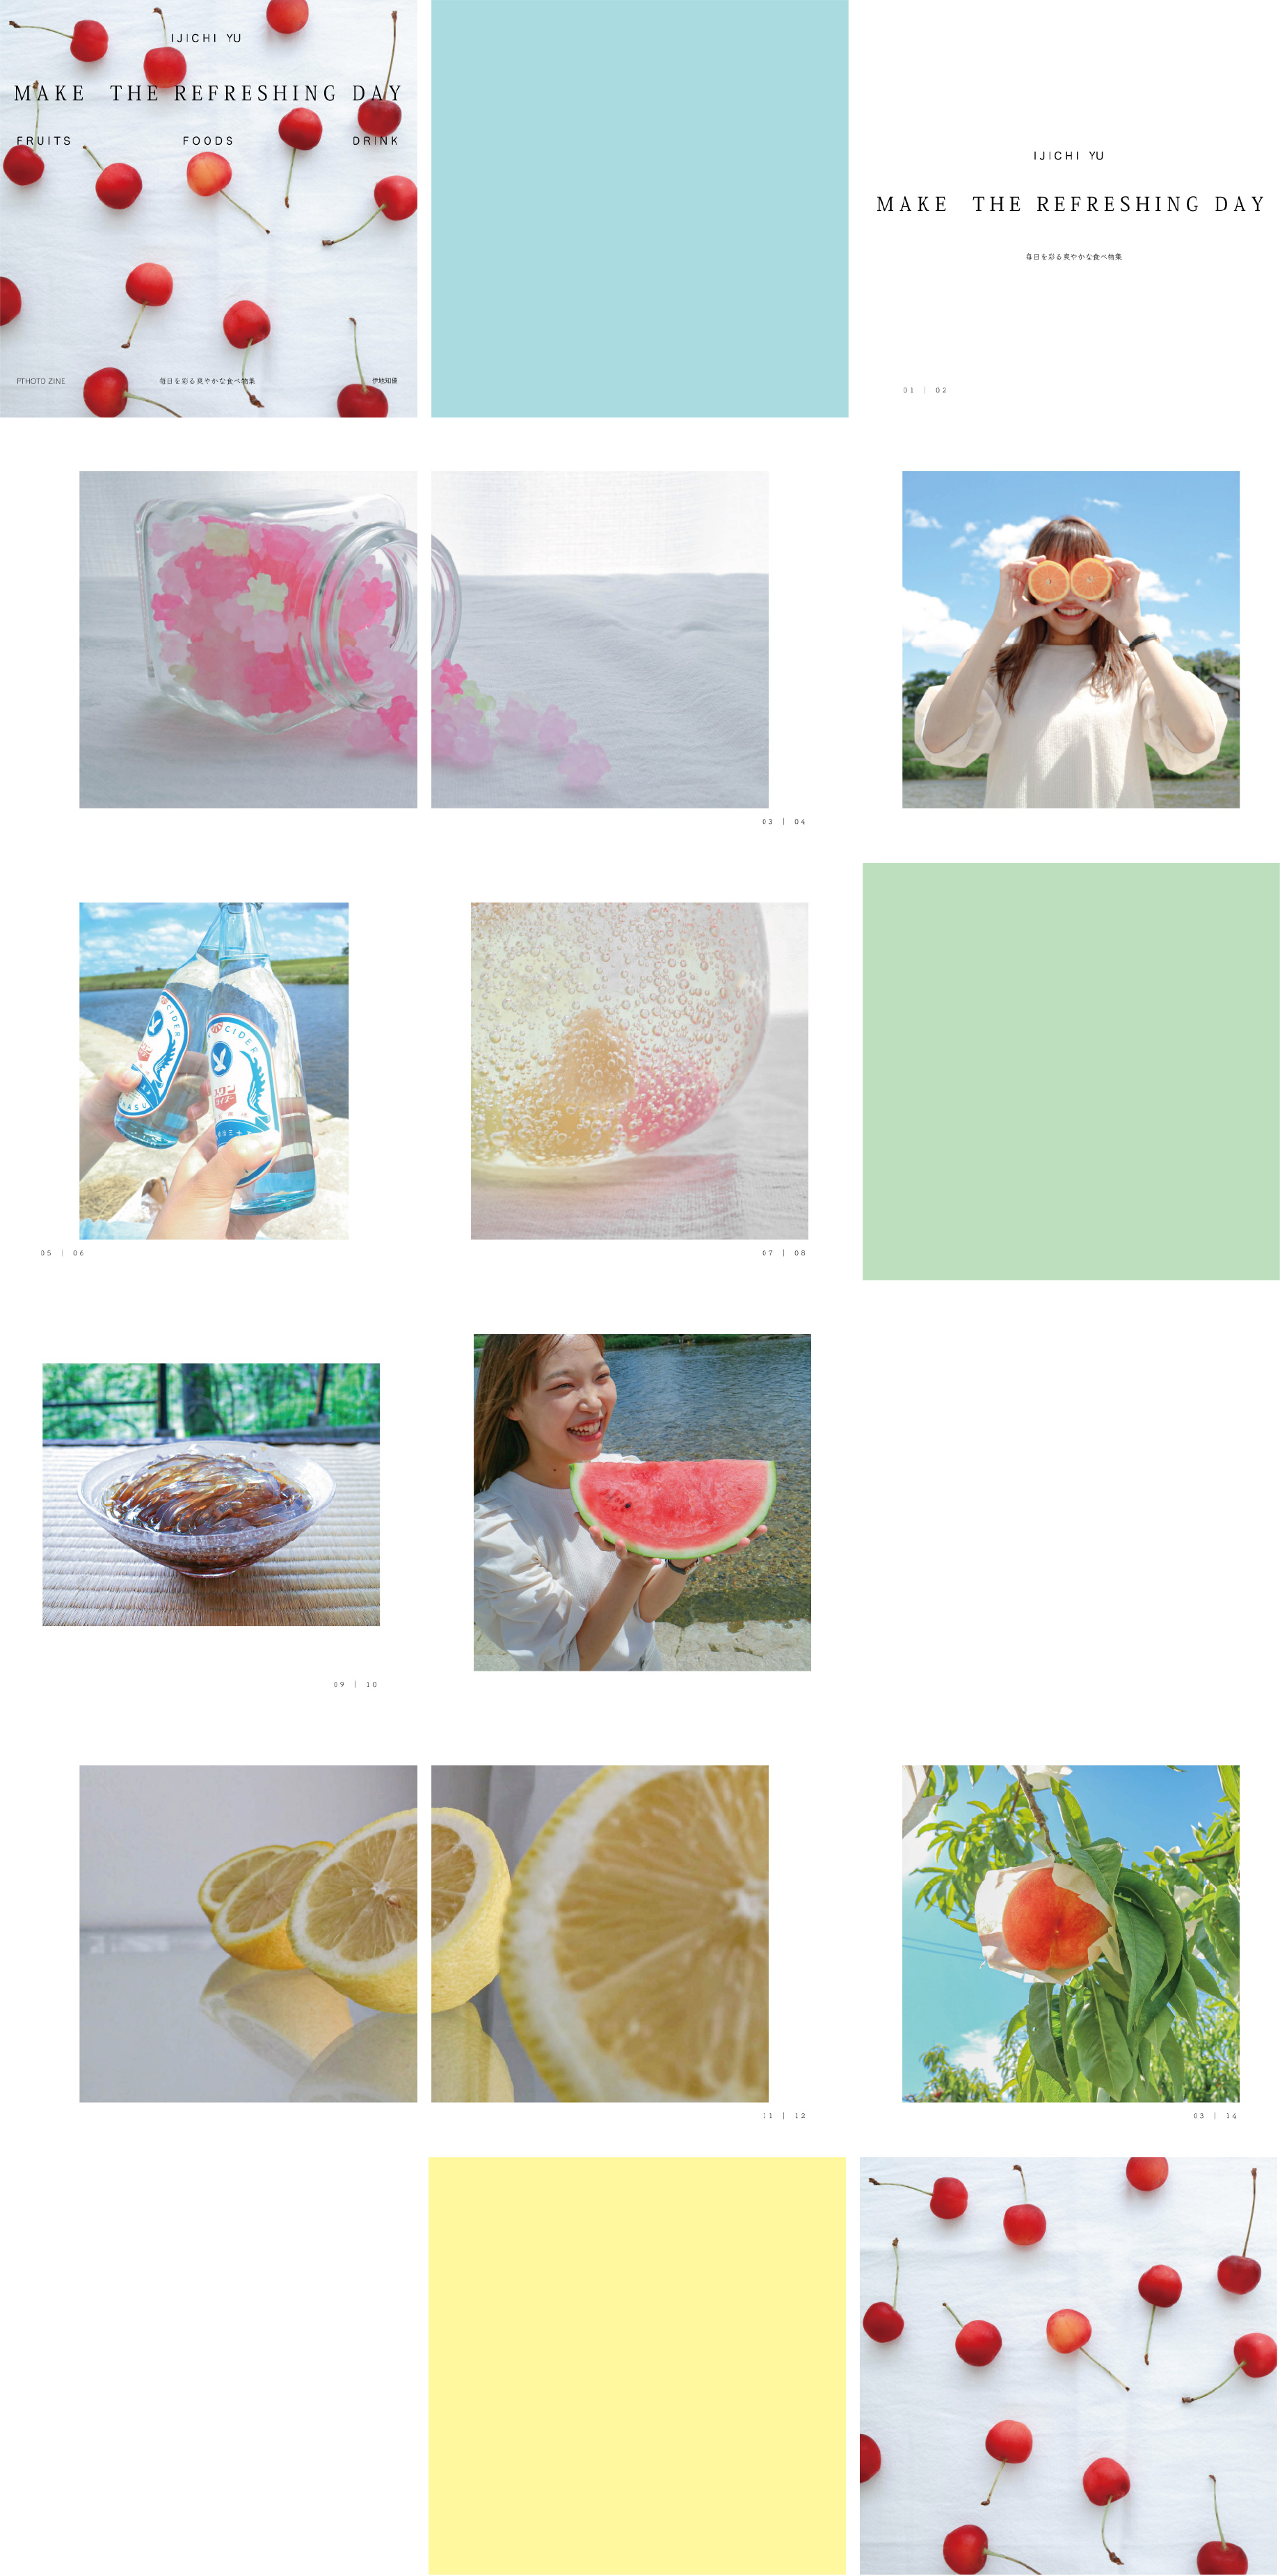 IJICHI YU
MAKE THE REFRESHING DAY
FRUITS FOODS DRINK
PTHOTO ZINE 毎日を彩る爽やかな食べ物集 伊地知優
IJICHI YU
MAKE THE REFRESHING DAY
毎日を彩る爽やかな食べ物集
01 | 02
03 | 04
CIDER
CIDER
05 | 06
07 | 08
09 | 10
11 | 12
03 | 14